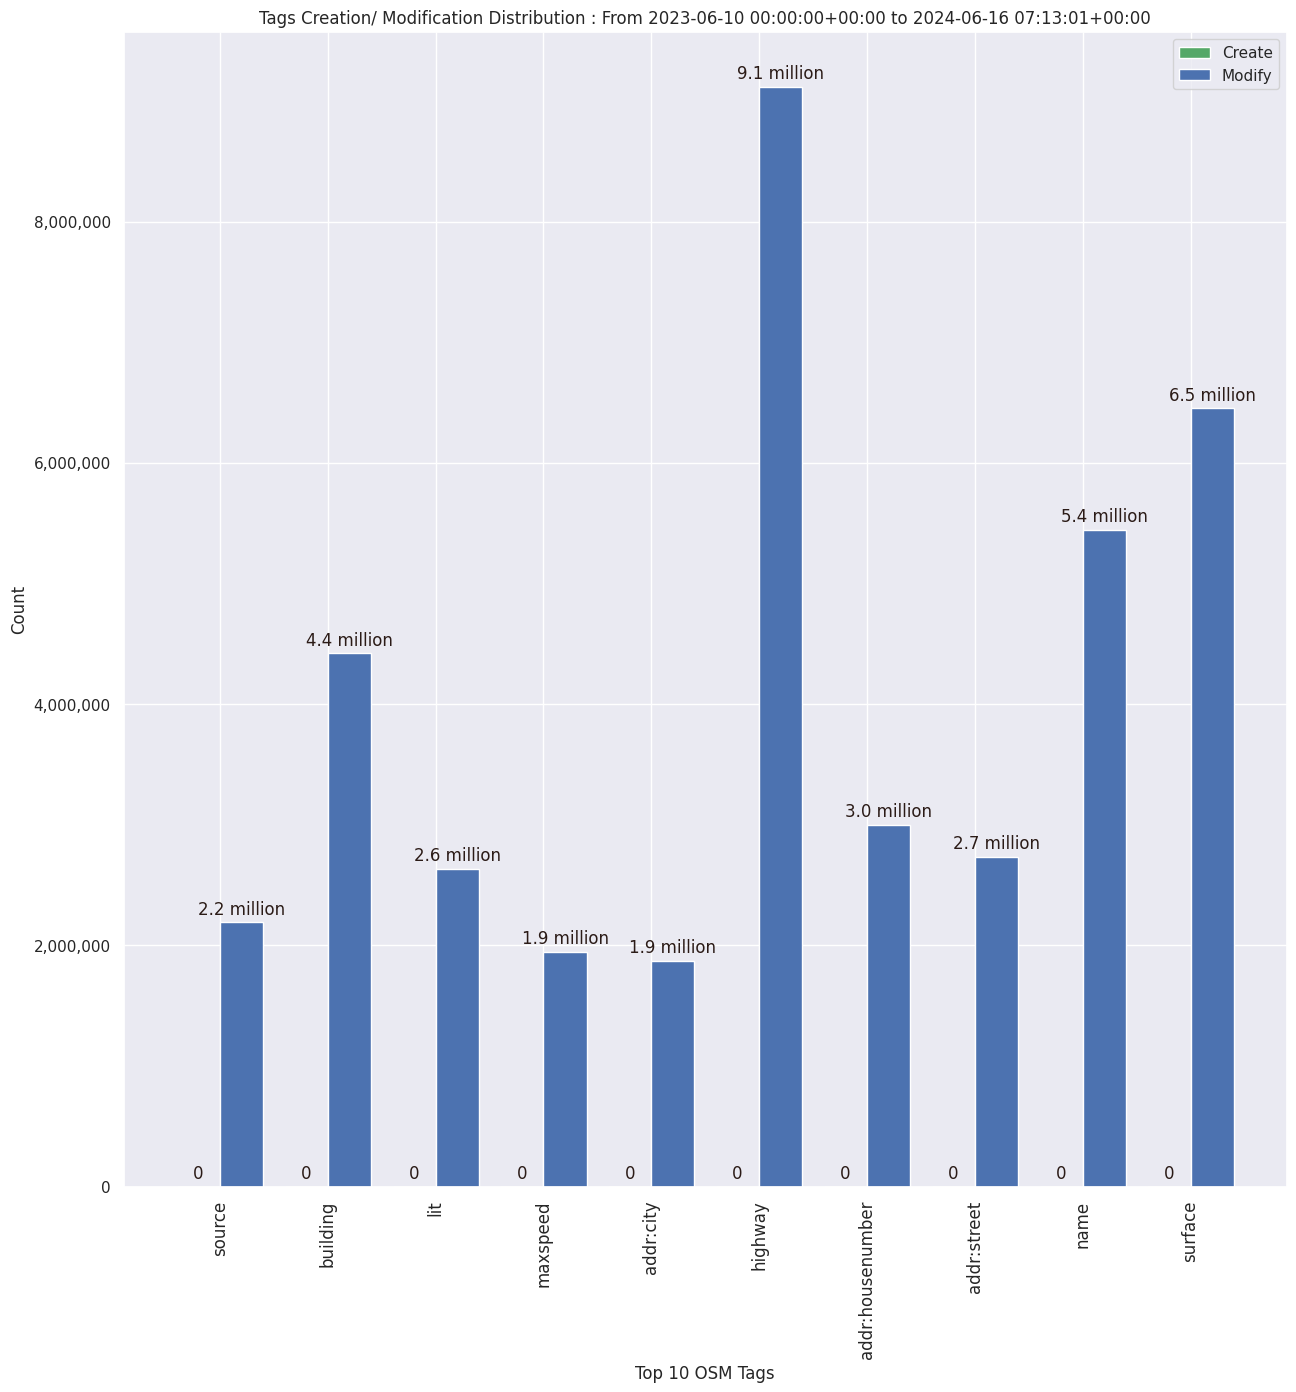 Tags Creation/ Modification Distribution : From 2023-06-10 00:00:00+00:00 to 2024-06-16 07:13:01+00:00
Create
Modify
9.1 million
8,000,000
6.5 million
6,000,000
5.4 million
Count
4.4 million
4,000,000
3.0 million
2.7 million
2.6 million
2.2 million
2,000,000
1.9 million
1.9 million
0
0
0
0
0
0
0
0
0
0
0
source
building
lit
maxspeed
addr:city
highway
addr:housenumber
addr:street
name
surface
Top 10 OSM Tags